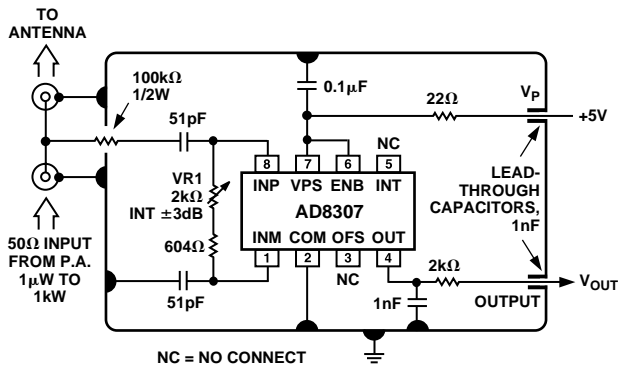 TO
ANTENNA
100kΩ
1/2W
51pF
0.1μF
22Ω
VP
+5V
NC
8
7
6
5
INP
VPS
ENB
INT
VR1
2kΩ
INT ±3dB
AD8307
LEAD-
THROUGH
CAPACITORS,
1nF
604Ω
INM
COM
OFS
OUT
1
2
3
4
NC
50Ω INPUT
FROM P.A.
1μW TO
1kW
51pF
1nF
2kΩ
VOUT
OUTPUT
NC = NO CONNECT